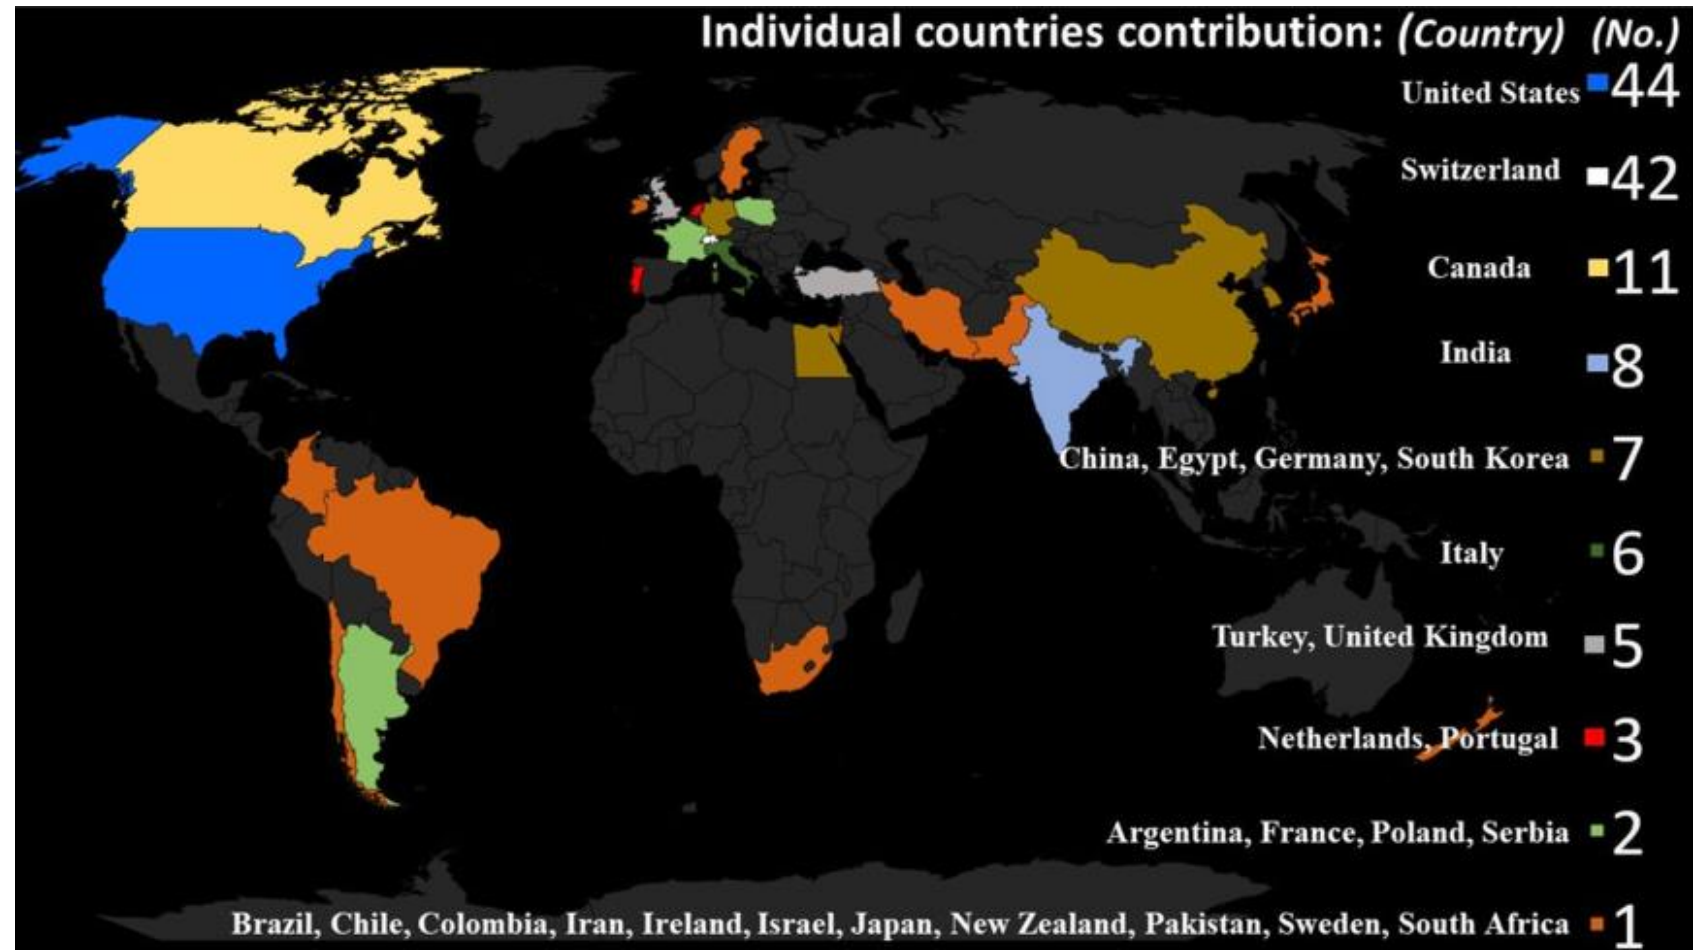 Individual countries contribution: (Country) (No.)
United States 44
Switzerland 42
Canada 11
India 8
China, Egypt, Germany, South Korea 7
Italy 6
Turkey, United Kingdom 5
Netherlands, Portugal 3
Argentina, France, Poland, Serbia 2
Brazil, Chile, Colombia, Iran, Ireland, Israel, Japan, New Zealand, Pakistan, Sweden, South Africa 1